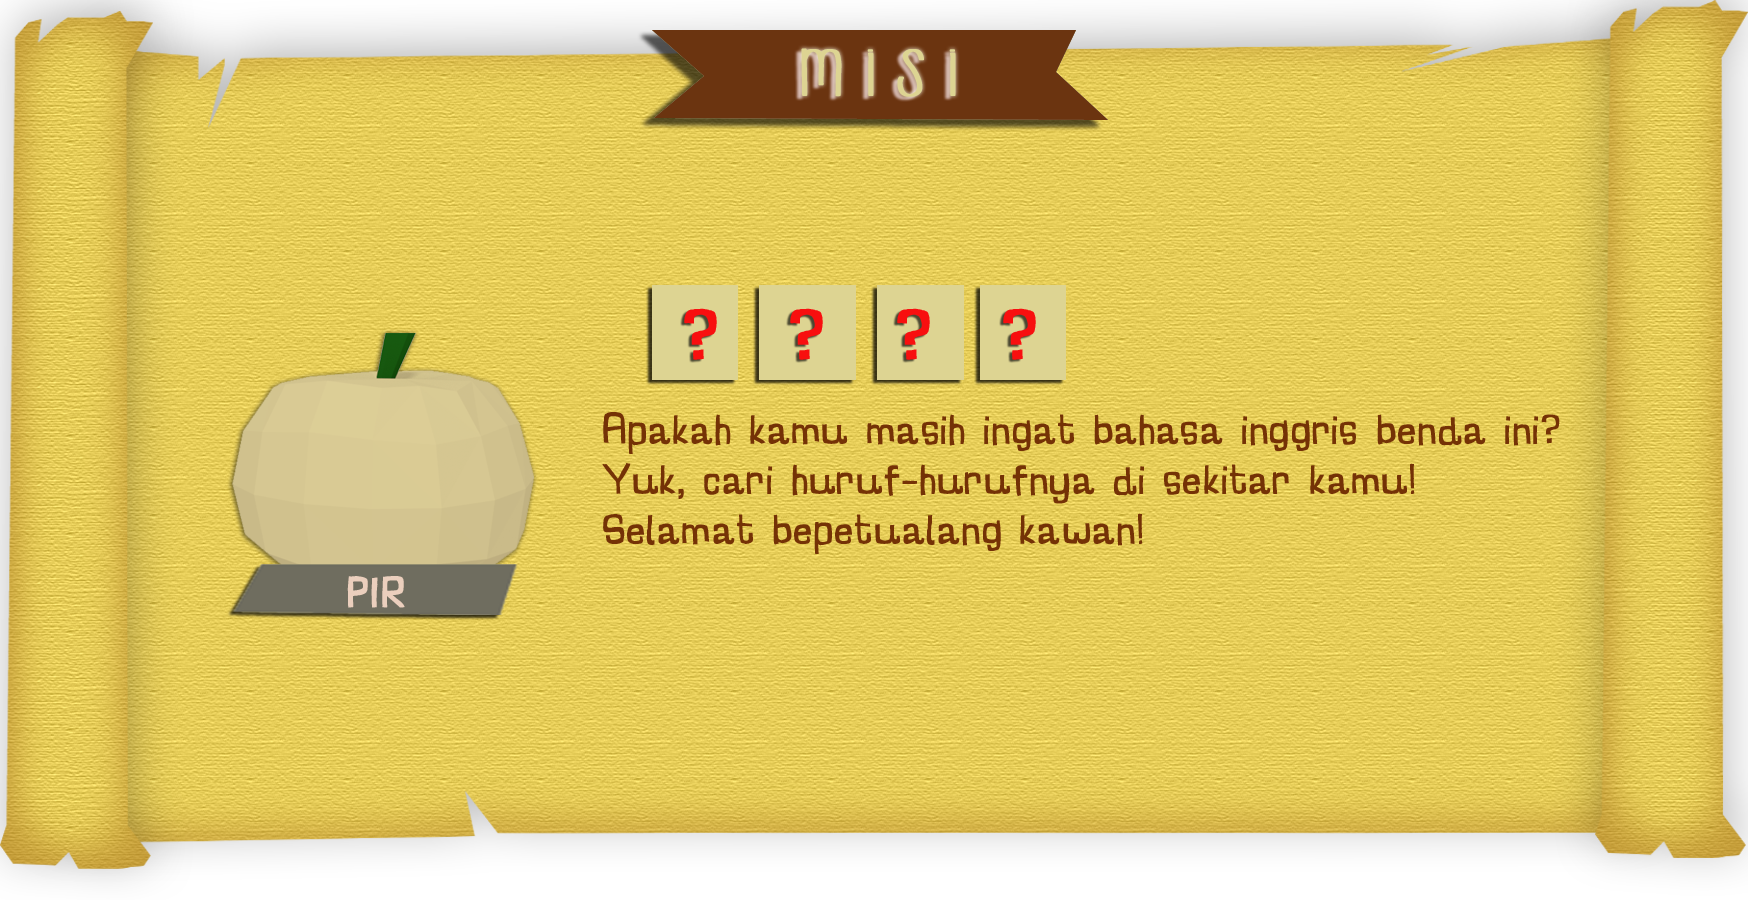 MISI
? ? ? ?
Apakah kamu masih ingat bahasa inggris benda ini?
Yuk, cari huruf-hurufnya di sekitar kamu!
Selamat bepetualang kawan!
PIR